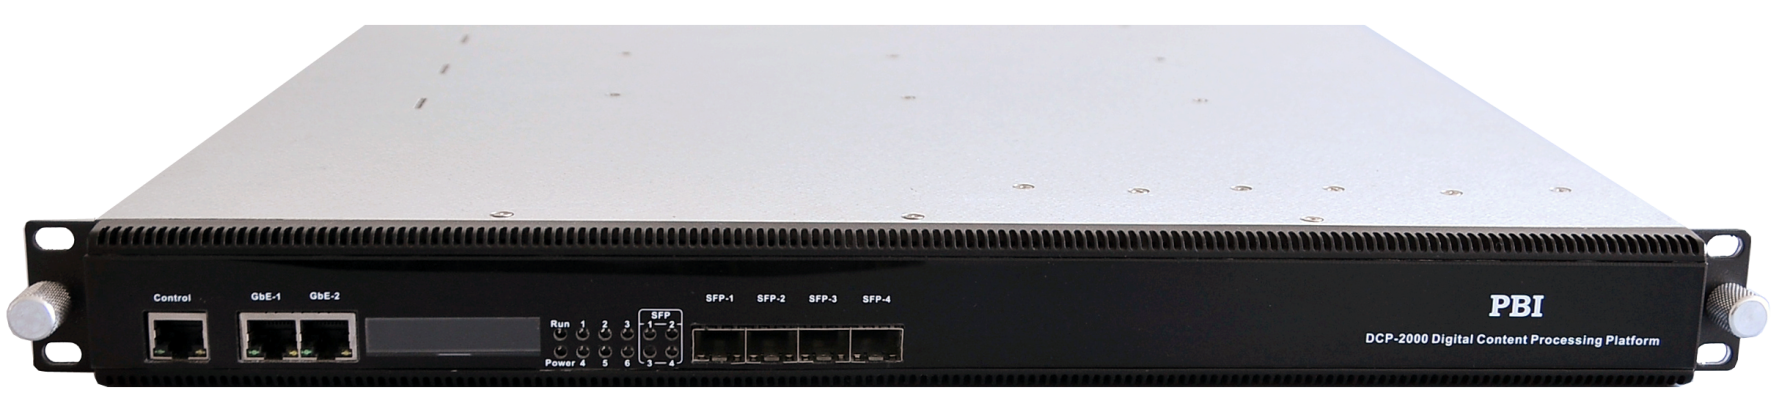 Control
GbE-1 GbE-2
SFP
Run 1 2 3 1 2
Power 4 5 6 3 4
SFP-1 SFP-2 SFP-3 SFP-4
PBI
DCP-2000 Digital Content Processing Platform